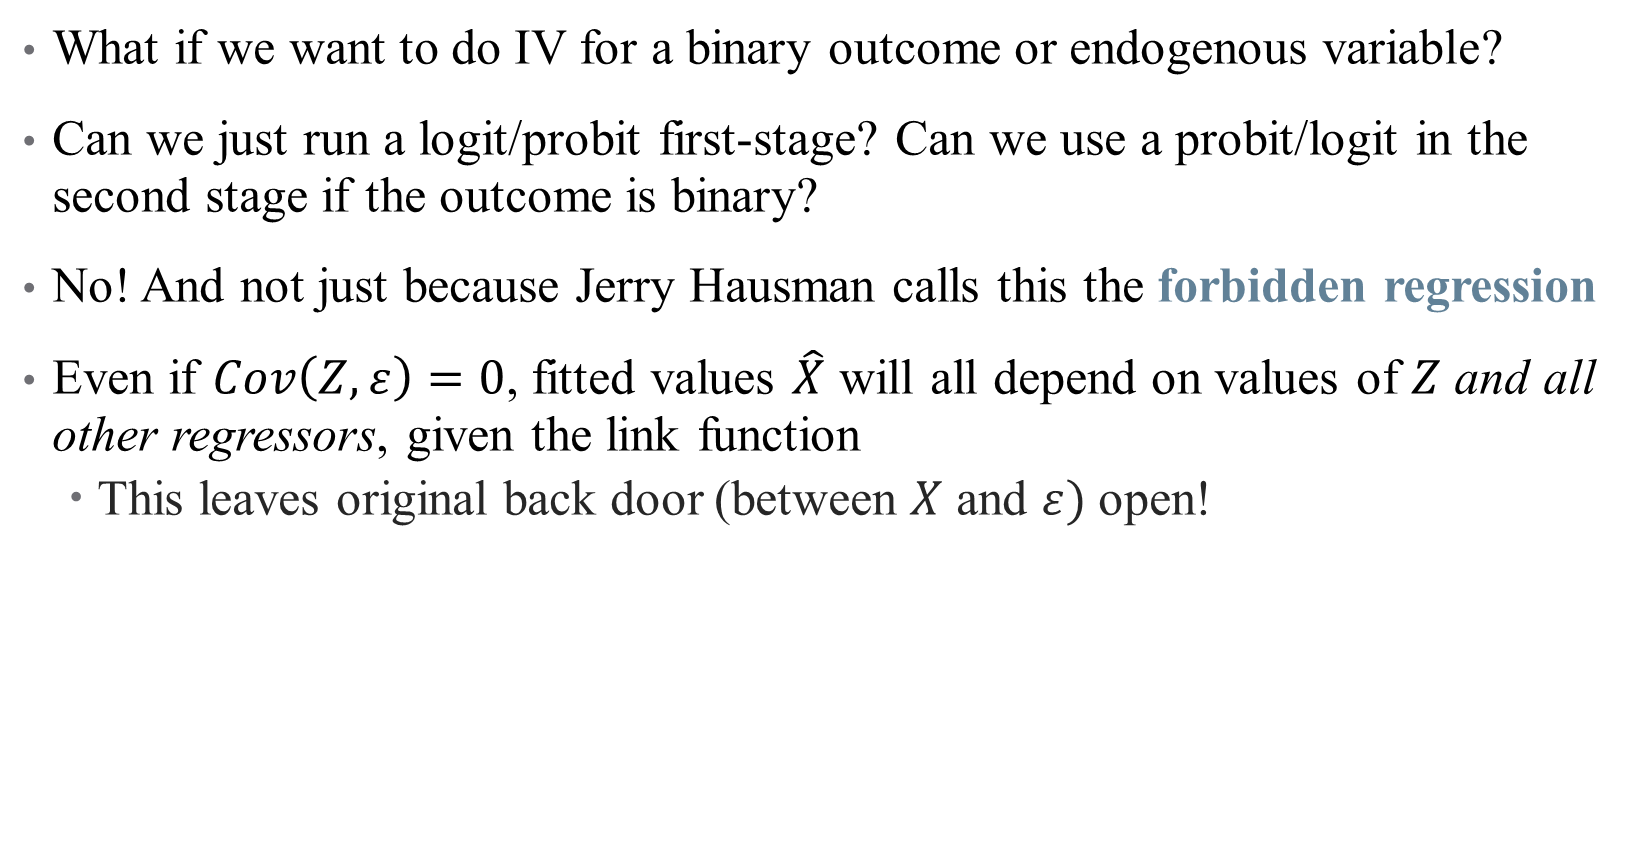 • What if we want to do IV for a binary outcome or endogenous variable?
• Can we just run a logit/probit first-stage? Can we use a probit/logit in the
second stage if the outcome is binary?
• No! And not just because Jerry Hausman calls this the forbidden regression
• Even if 𝐶𝑜𝑣(𝑍, 𝜀) = 0, fitted values X̂ will all depend on values of 𝑍 and all
other regressors, given the link function
• This leaves original back door (between 𝑋 and 𝜀) open!